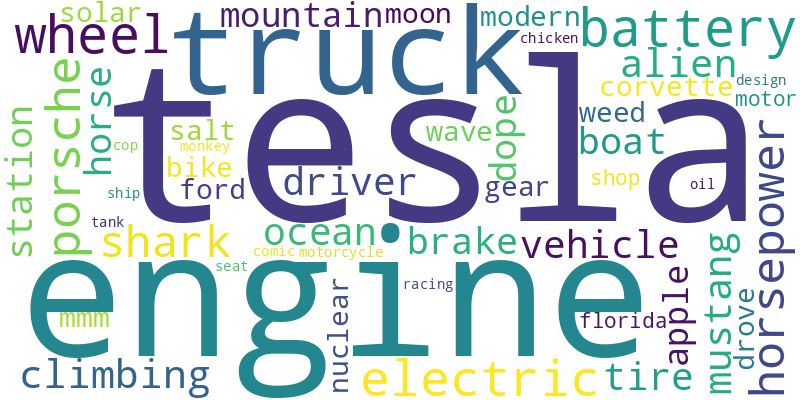 solar
mountain
moon
modern
battery
wheel
truck
chicken
alien
design
porsche
horse
tesla
corvette
motor
station
salt
wave
dope
weed
boat
cop
monkey
bike
ford
driver
gear
shop
oil
horsepower
ship
tank
shark
ocean
brake
vehicle
comic
motorcycle
seat
engine
mmm
nuclear
racing
florida
apple
mustang
drove
climbing
electric
tire